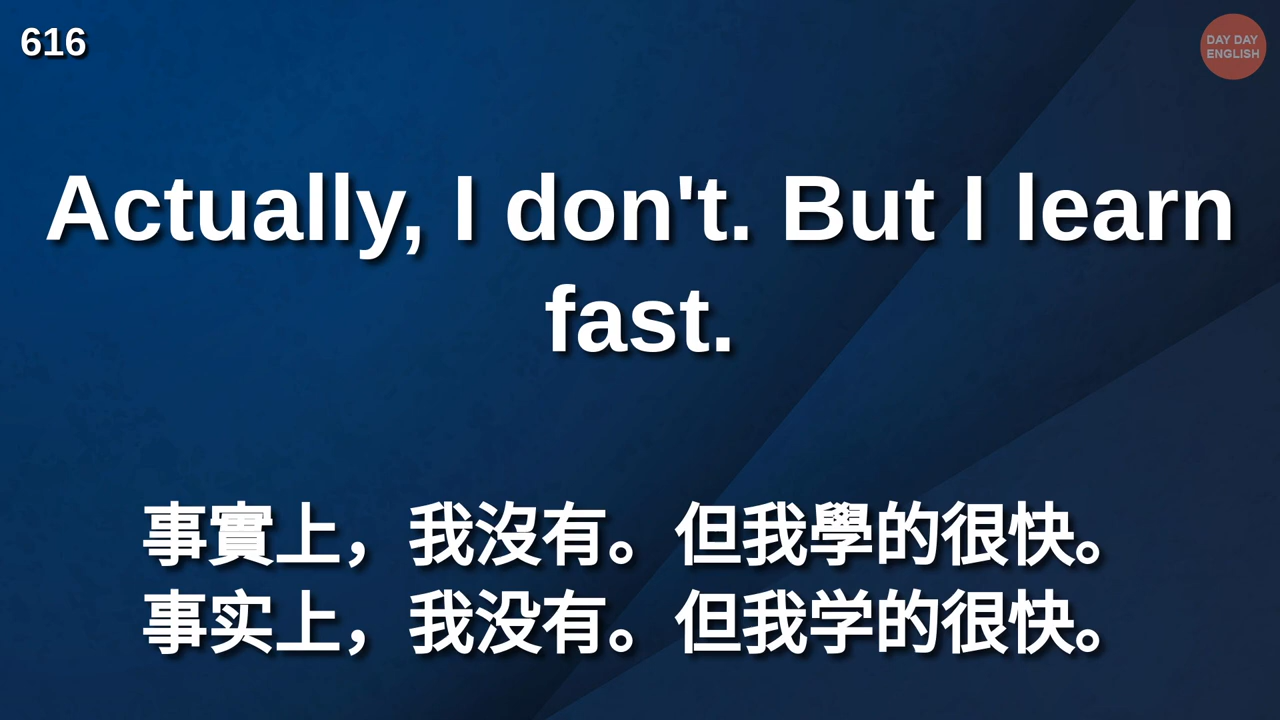 616
DAY DAY
ENGLISH
Actually, I don't. But I learn
fast.
事實上，我沒有。但我學的很快。
事实上，我没有。但我学的很快。